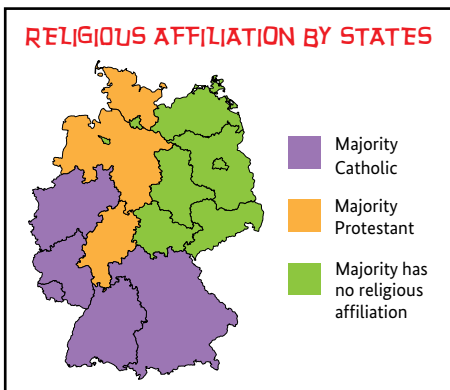 RELIGIOUS AFFILIATION BY STATES
Majority
Catholic
Majority
Protestant
Majority has
no religious
affiliation